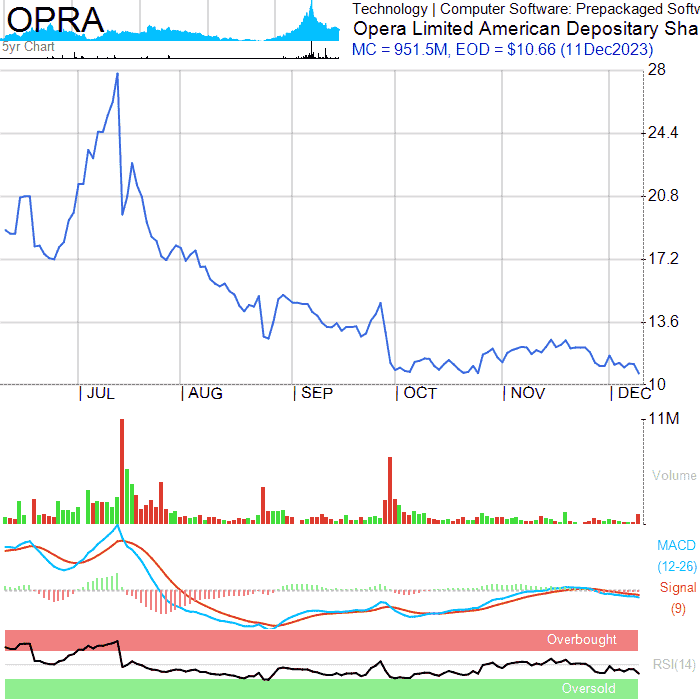 OPRA
5yr Chart
Technology | Computer Software: Prepackaged Softw
Opera Limited American Depositary Sha
MC = 951.5M, EOD = $10.66 (11Dec2023)
28
24.4
20.8
17.2
13.6
10
JUL AUG SEP OCT NOV DEC
11M
Volume
MACD
(12-26)
Signal
(9)
Overbought
RSI(14)
Oversold